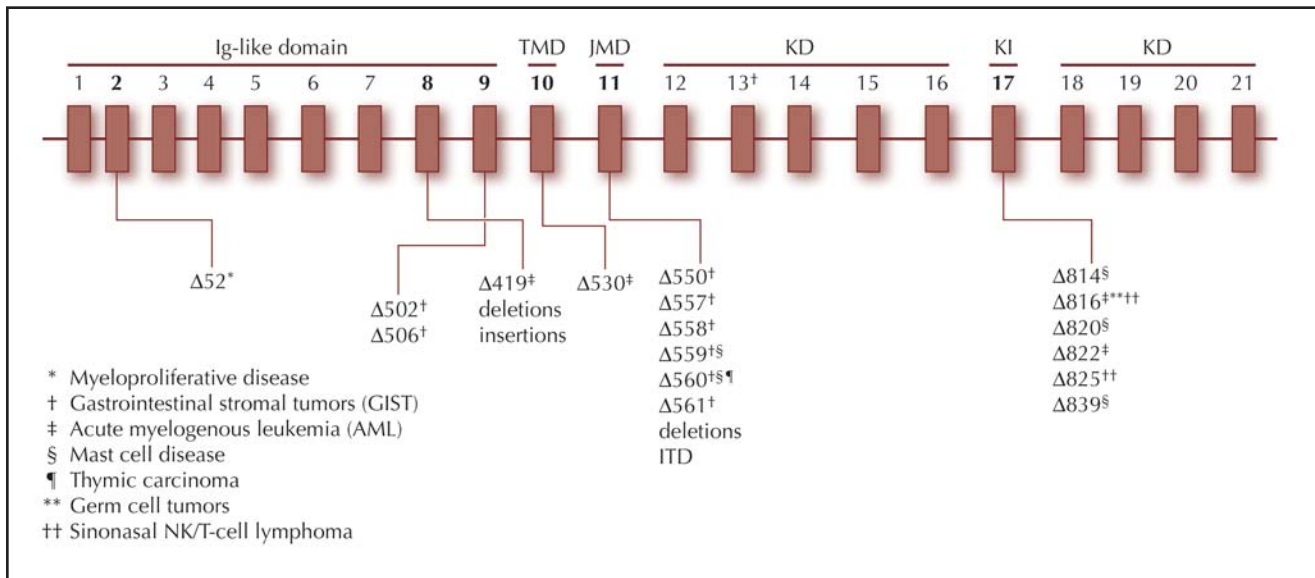 Ig-like domain TMD JMD KD KI KD
1 2 3 4 5 6 7 8 9 10 11 12 13† 14 15 16 17 18 19 20 21
Δ52*
Δ502†
Δ506†
Δ419‡
deletions
insertions
Δ530‡
Δ550†
Δ557†
Δ558†
Δ559†§
Δ560†§¶
Δ561†
deletions
ITD
Δ814§
Δ816‡**††
Δ820§
Δ822‡
Δ825††
Δ839§
* Myeloproliferative disease
† Gastrointestinal stromal tumors (GIST)
‡ Acute myelogenous leukemia (AML)
§ Mast cell disease
¶ Thymic carcinoma
** Germ cell tumors
†† Sinonasal NK/T-cell lymphoma